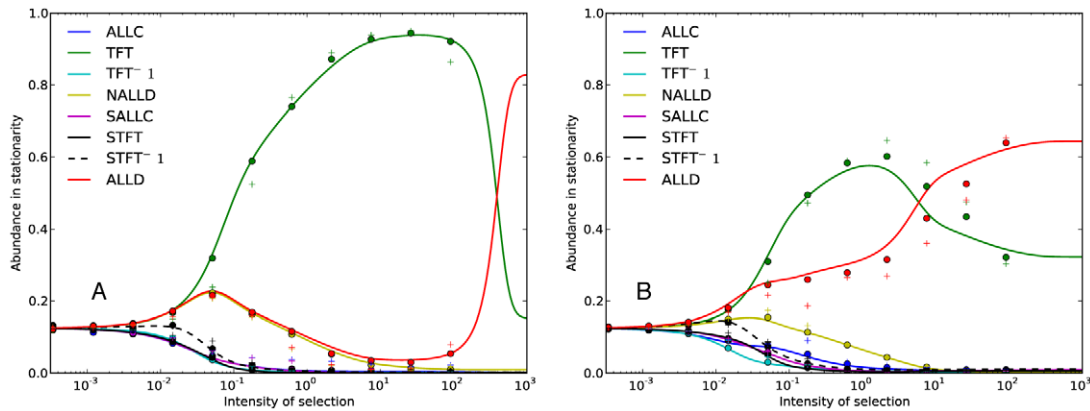 1.0
0.8
0.6
0.4
0.2
0.0
Abundance in stationarity
ALLC
TFT
TFT⁻ 1
NALLD
SALLC
STFT
STFT⁻ 1
ALLD
A
10⁻³
10⁻²
10⁻¹
10⁰
10¹
10²
10³
Intensity of selection
1.0
0.8
0.6
0.4
0.2
0.0
Abundance in stationarity
ALLC
TFT
TFT⁻ 1
NALLD
SALLC
STFT
STFT⁻ 1
ALLD
B
10⁻³
10⁻²
10⁻¹
10⁰
10¹
10²
10³
Intensity of selection